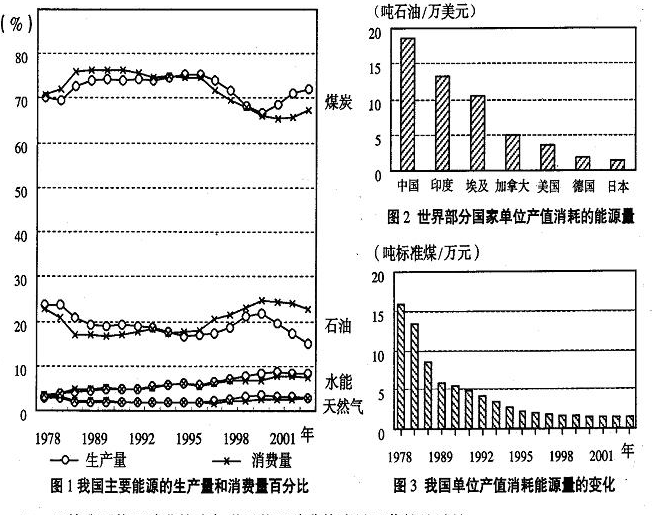 (%)
80
70
60
50
40
30
20
10
0
煤炭
石油
水能
天然气
1978 1989 1992 1995 1998 2001 年
生产量 消费量
图1我国主要能源的生产量和消费量百分比
(吨石油/万美元)
20
15
10
5
0
中国 印度 埃及 加拿大 美国 德国 日本
图2 世界部分国家单位产值消耗的能源量
(吨标准煤/万元)
20
15
10
5
0
1978 1989 1992 1995 1998 2001 年
图3 我国单位产值消耗能源量的变化